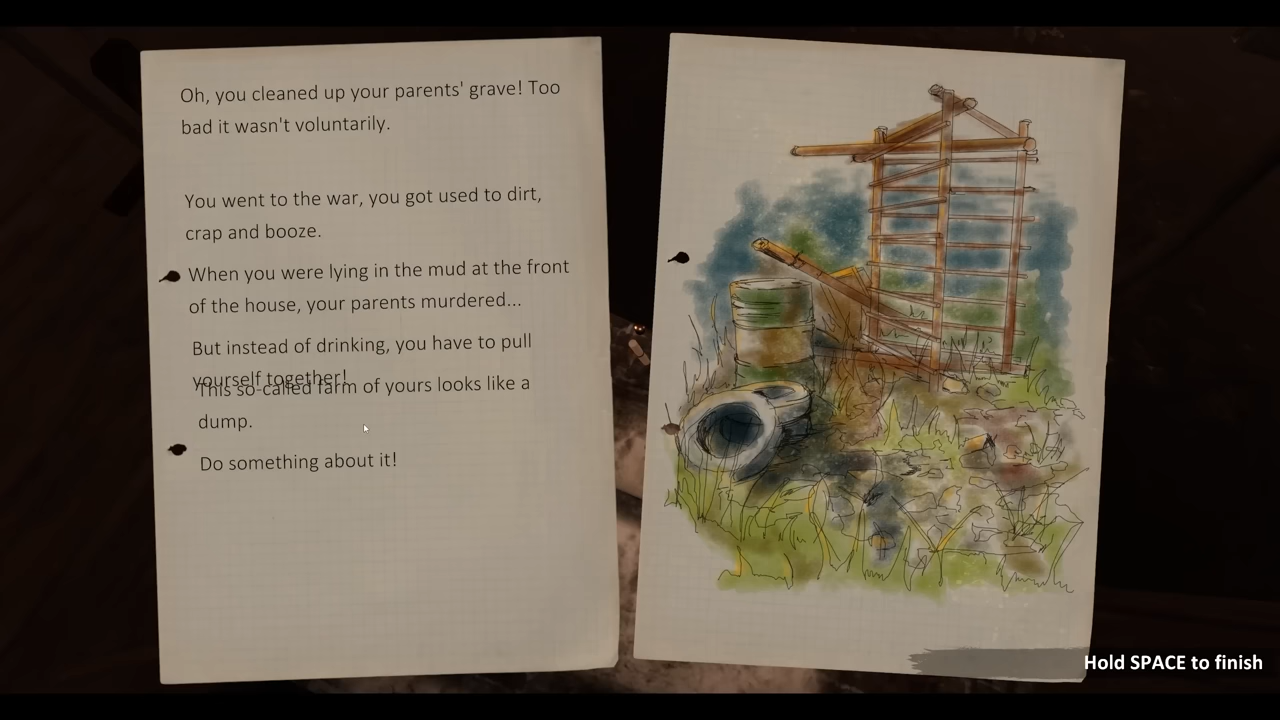 Oh, you cleaned up your parents' grave! Too
bad it wasn't voluntarily.
You went to the war, you got used to dirt,
crap and booze.
When you were lying in the mud at the front
of the house, your parents murdered...
But instead of drinking, you have to pull
yourself together!
This so-called farm of yours looks like a
dump.
Do something about it!
Hold SPACE to finish